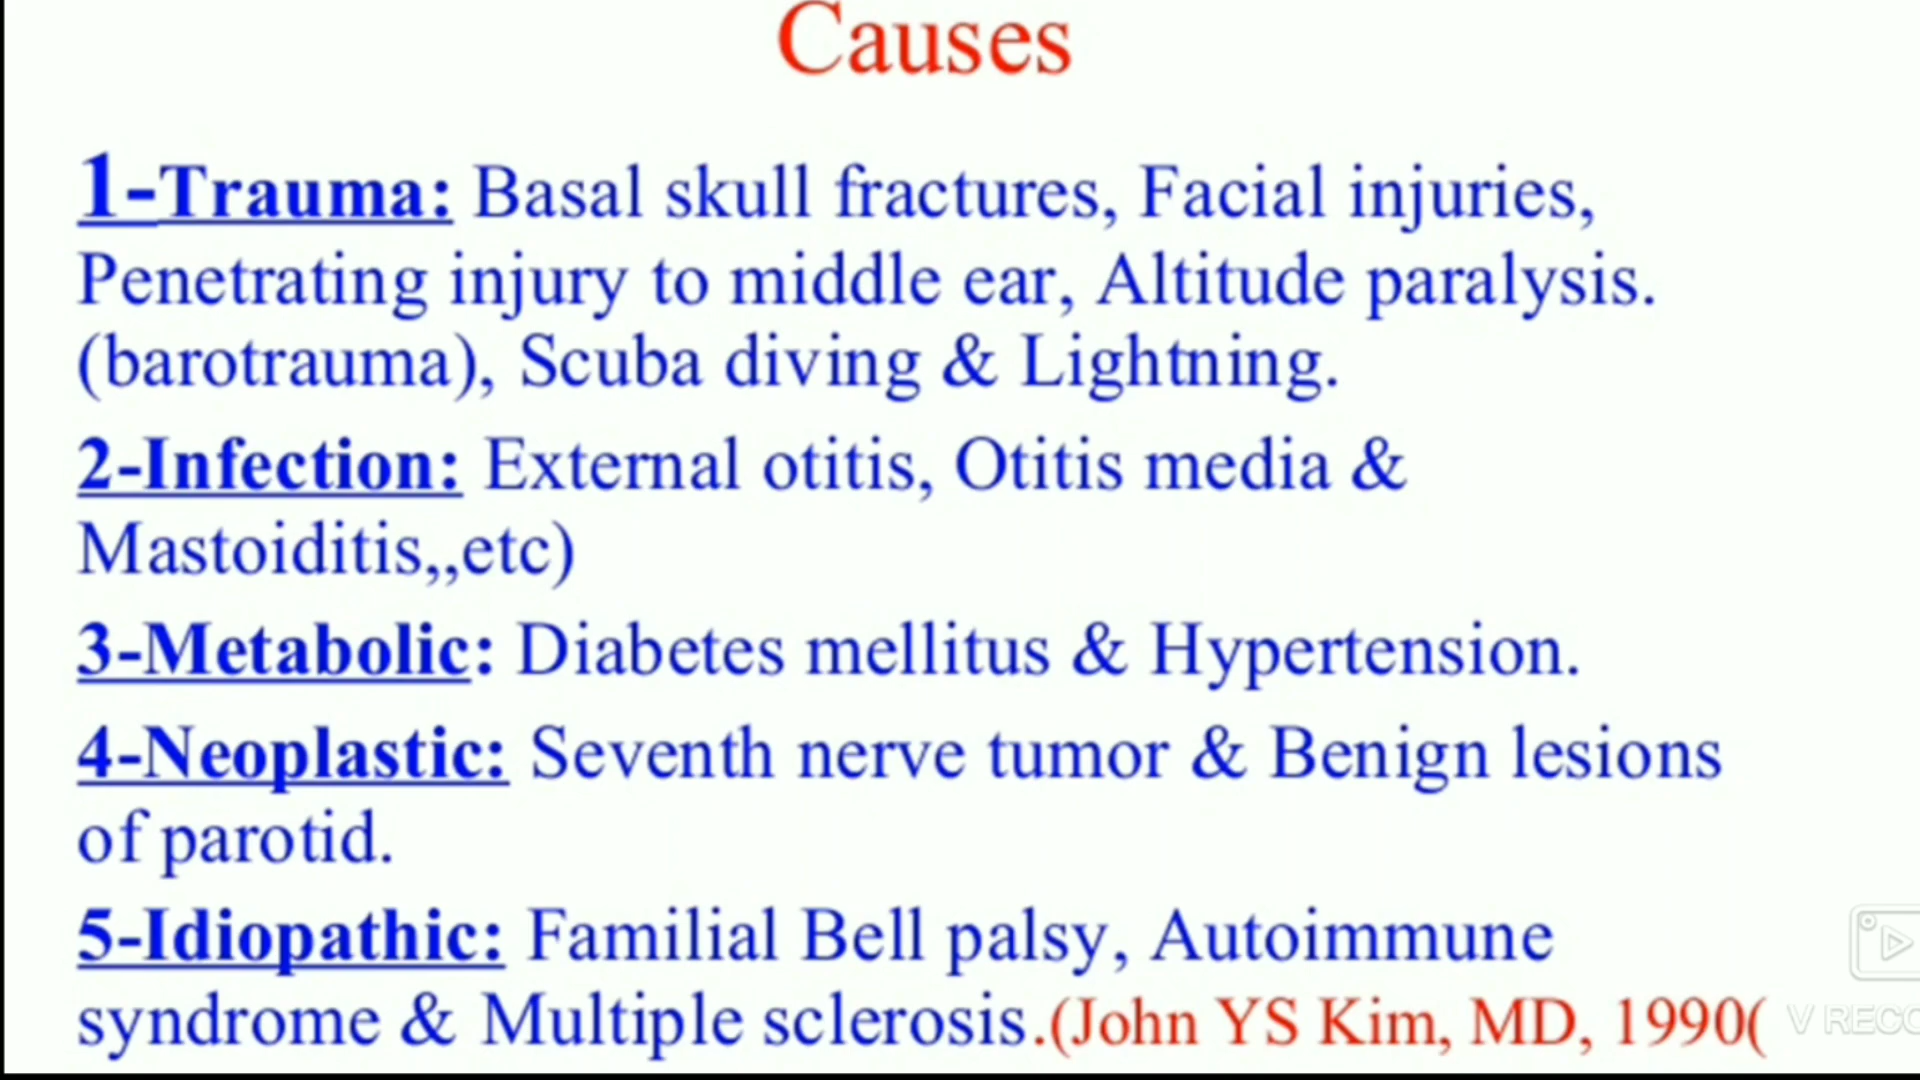 Causes
1-Trauma: Basal skull fractures, Facial injuries,
Penetrating injury to middle ear, Altitude paralysis.
(barotrauma), Scuba diving & Lightning.
2-Infection: External otitis, Otitis media &
Mastoiditis,,etc)
3-Metabolic: Diabetes mellitus & Hypertension.
4-Neoplastic: Seventh nerve tumor & Benign lesions
of parotid.
5-Idiopathic: Familial Bell palsy, Autoimmune
syndrome & Multiple sclerosis.(John YS Kim, MD, 1990(
V RECO